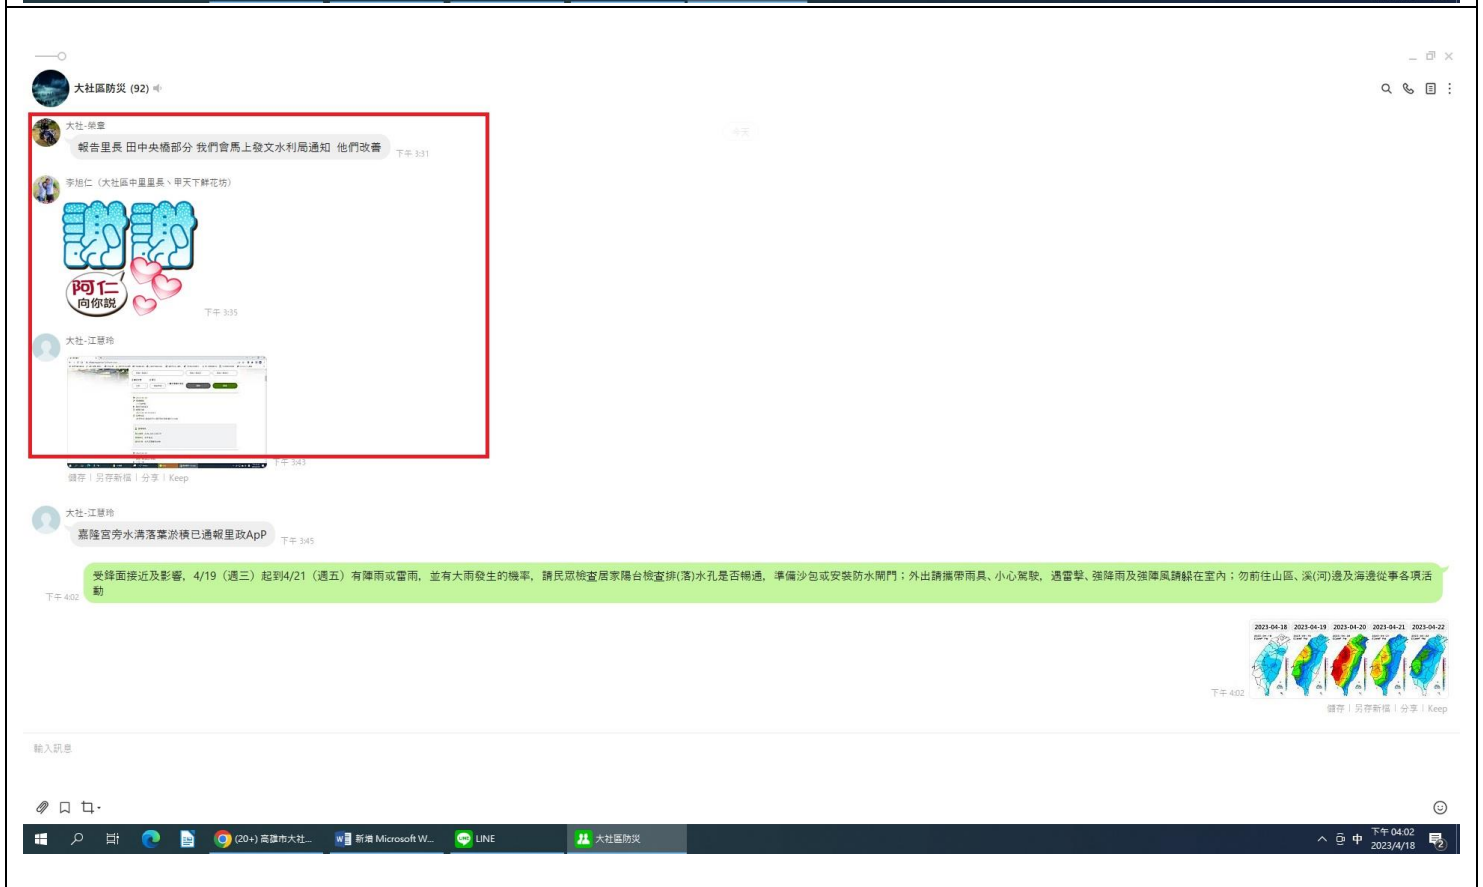 大社區防災 (92)
今天
大社-榮章
報告里長 田中央橋部分 我們會馬上發文水利局通知 他們改善
下午 3:31
李旭仁（大社區中里里長、甲天下鮮花坊）
謝謝
阿仁
向你説
下午 3:35
大社-江慧玲
下午 3:43
儲存 | 另存新檔 | 分享 | Keep
大社-江慧玲
嘉隆宮旁水溝落葉淤積已通報里政ApP
下午 3:45
受鋒面接近及影響，4/19（週三）起到4/21（週五）有陣雨或雷雨，並有大雨發生的機率，請民眾檢查居家陽台檢查排(落)水孔是否暢通，準備沙包或安裝防水閘門；外出請攜帶雨具、小心駕駛，遇雷擊、強降雨及強陣風請躲在室內；勿前往山區、溪(河)邊及海邊從事各項活
動
下午 4:02
2023-04-18 2023-04-19 2023-04-20 2023-04-21 2023-04-22
下午 4:02
儲存 | 另存新檔 | 分享 | Keep
輸入訊息
(20+) 高雄市大社...
新增 Microsoft W...
LINE
大社區防災
中
下午 04:02
2023/4/18
2